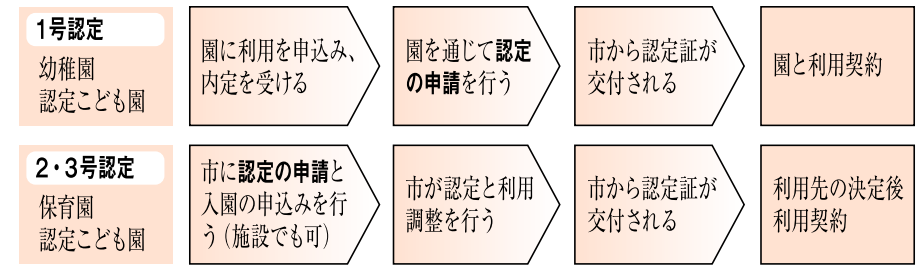 1号認定
幼稚園
認定こども園
園に利用を申込み、
内定を受ける
園を通じて認定
の申請を行う
市から認定証が
交付される
園と利用契約
2・3号認定
保育園
認定こども園
市に認定の申請と
入園の申込みを行
う（施設でも可）
市が認定と利用
調整を行う
市から認定証が
交付される
利用先の決定後
利用契約